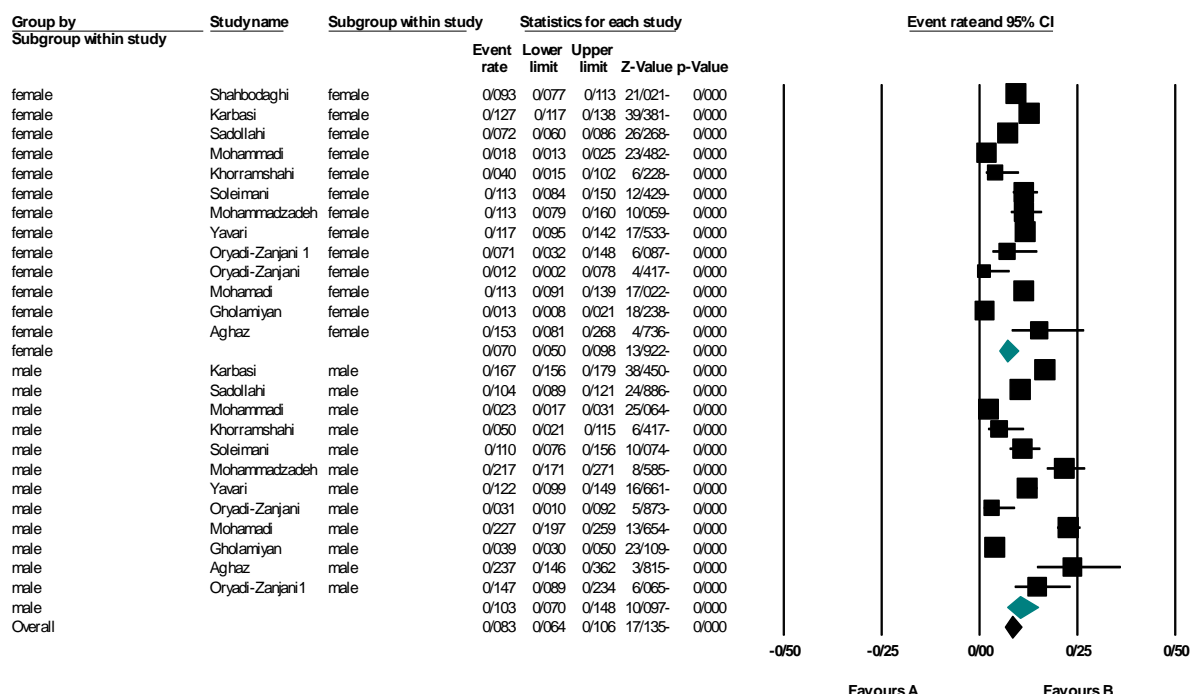 Group by Studyname Subgroup within study Statistics for each study Event rateand 95% CI
Subgroup within study
Event Lower Upper
rate limit limit Z-Value p-Value
female Shahbodaghi female 0/093 0/077 0/113 21/021- 0/000
female Karbasi female 0/127 0/117 0/138 39/381- 0/000
female Sadollahi female 0/072 0/060 0/086 26/268- 0/000
female Mohammadi female 0/018 0/013 0/025 23/482- 0/000
female Khorramshahi female 0/040 0/015 0/102 6/228- 0/000
female Soleimani female 0/113 0/084 0/150 12/429- 0/000
female Mohammadzadeh female 0/113 0/079 0/160 10/059- 0/000
female Yavari female 0/117 0/095 0/142 17/533- 0/000
female Oryadi-Zanjani 1 female 0/071 0/032 0/148 6/087- 0/000
female Oryadi-Zanjani female 0/012 0/002 0/078 4/417- 0/000
female Mohamadi female 0/113 0/091 0/139 17/022- 0/000
female Gholamiyan female 0/013 0/008 0/021 18/238- 0/000
female Aghaz female 0/153 0/081 0/268 4/736- 0/000
female 0/070 0/050 0/098 13/922- 0/000
male Karbasi male 0/167 0/156 0/179 38/450- 0/000
male Sadollahi male 0/104 0/089 0/121 24/886- 0/000
male Mohammadi male 0/023 0/017 0/031 25/064- 0/000
male Khorramshahi male 0/050 0/021 0/115 6/417- 0/000
male Soleimani male 0/110 0/076 0/156 10/074- 0/000
male Mohammadzadeh male 0/217 0/171 0/271 8/585- 0/000
male Yavari male 0/122 0/099 0/149 16/661- 0/000
male Oryadi-Zanjani male 0/031 0/010 0/092 5/873- 0/000
male Mohamadi male 0/227 0/197 0/259 13/654- 0/000
male Gholamiyan male 0/039 0/030 0/050 23/109- 0/000
male Aghaz male 0/237 0/146 0/362 3/815- 0/000
male Oryadi-Zanjani1 male 0/147 0/089 0/234 6/065- 0/000
male 0/103 0/070 0/148 10/097- 0/000
Overall 0/083 0/064 0/106 17/135- 0/000
-0/50 -0/25 0/00 0/25 0/50
Favours A Favours B